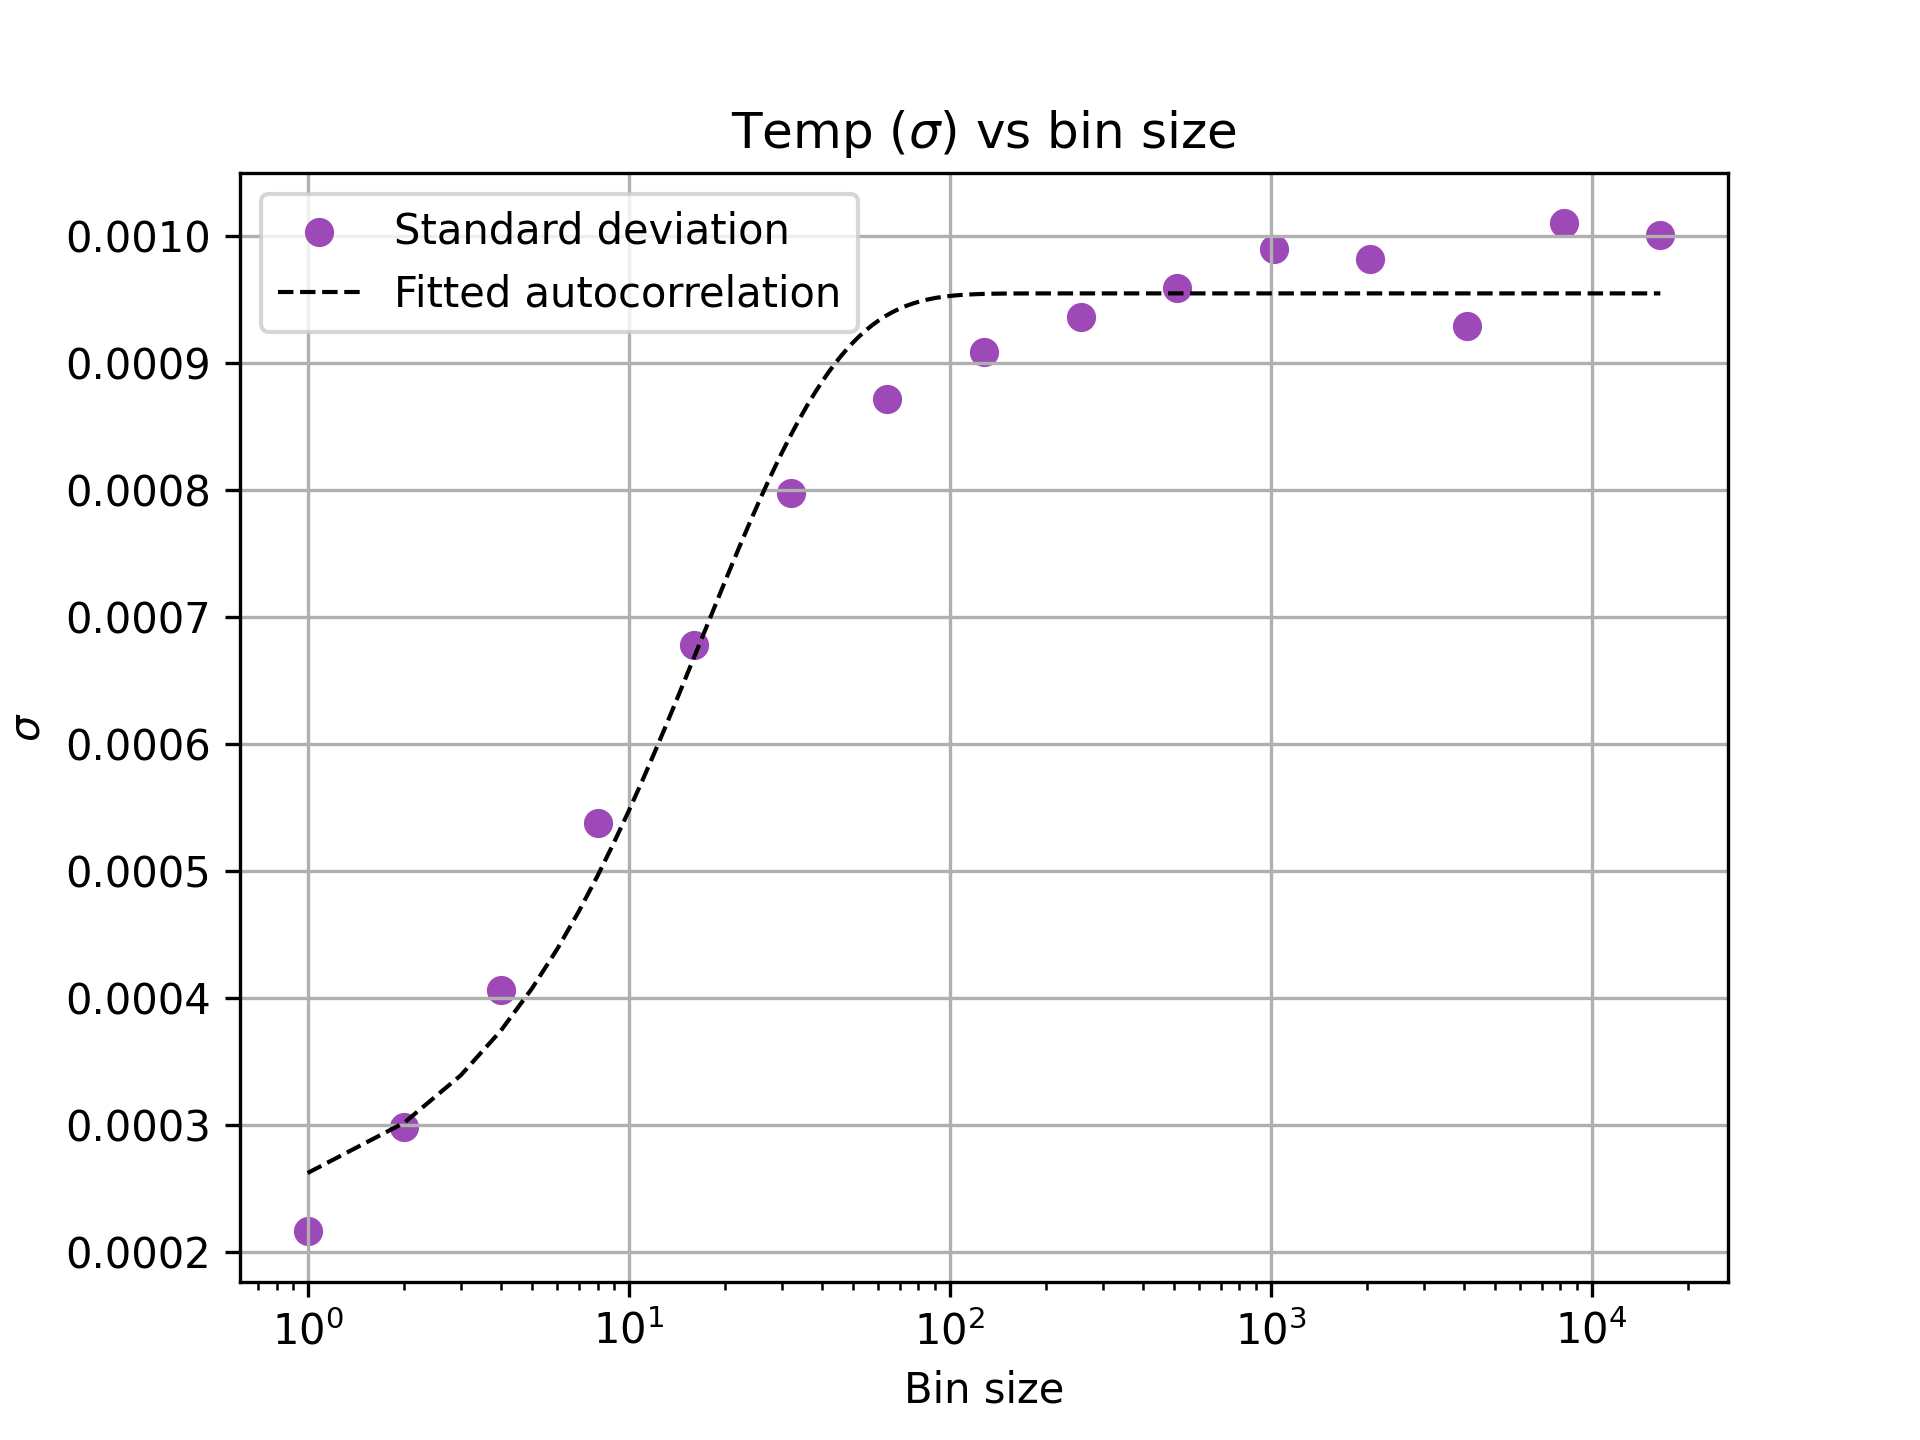 Temp (σ) vs bin size
Standard deviation
Fitted autocorrelation
0.0010
0.0009
0.0008
0.0007
0.0006
0.0005
0.0004
0.0003
0.0002
σ
10⁰ 10¹ 10² 10³ 10⁴
Bin size